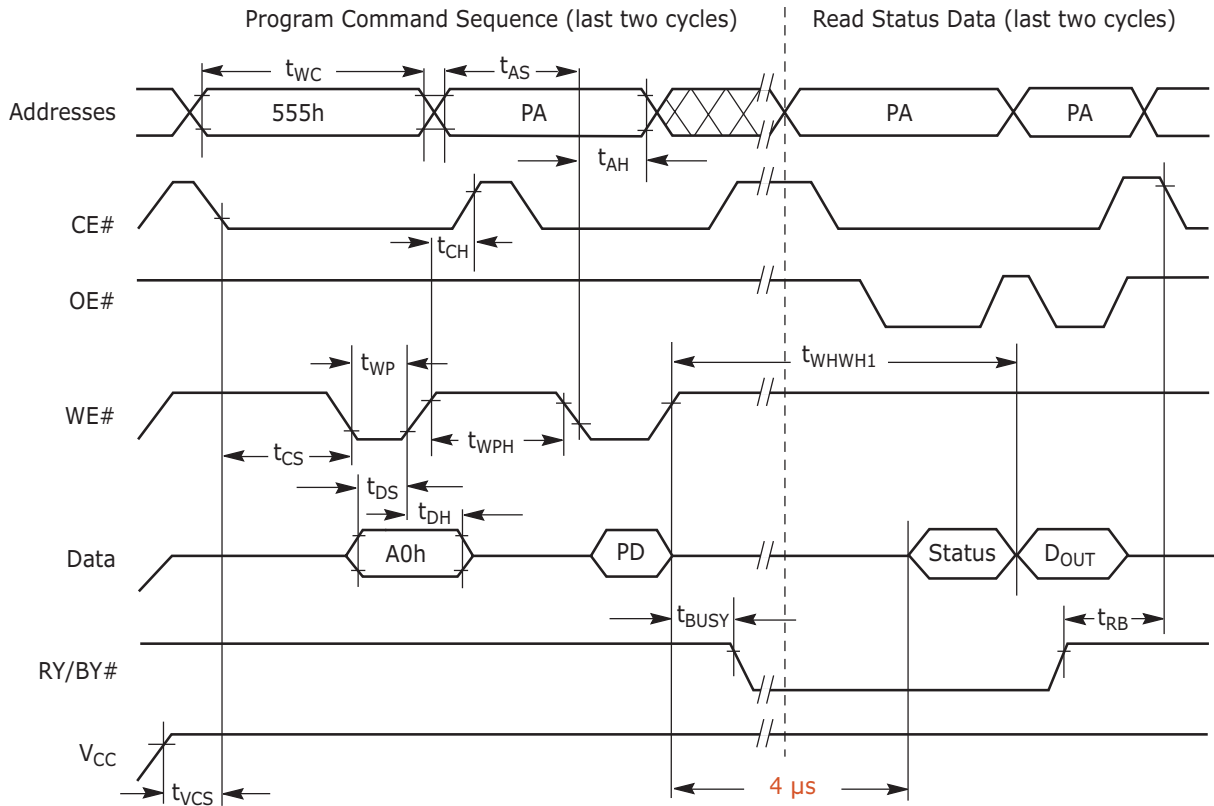 Program Command Sequence (last two cycles)
Read Status Data (last two cycles)
tWC
tAS
Addresses
555h
PA
PA
PA
tAH
CE#
tCH
OE#
tWP
tWHWH1
WE#
tCS
tWPH
tDS
tDH
Data
A0h
PD
Status
DOUT
tBUSY
tRB
RY/BY#
VCC
tVCS
4 µs